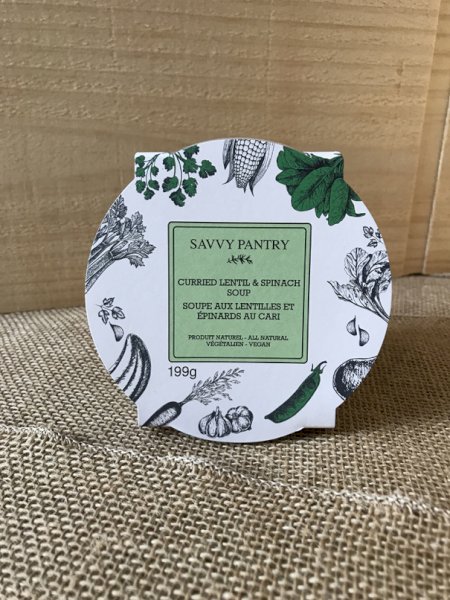 SAVVY PANTRY
CURRIED LENTIL & SPINACH
SOUP
SOUPE AUX LENTILLES ET
ÉPINARDS AU CARI
PRODUIT NATUREL - ALL NATURAL
VÉGÉTALIEN - VEGAN
199g